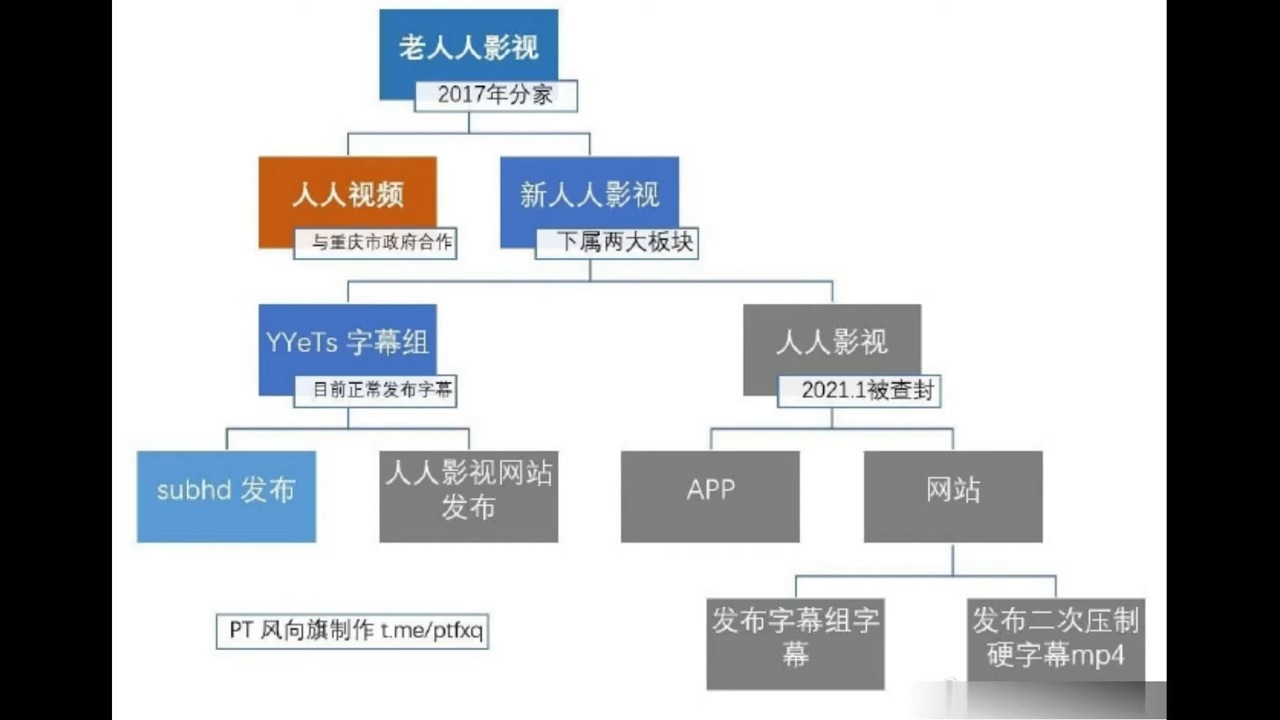 老人人影视
2017年分家
人人视频
与重庆市政府合作
新人人影视
下属两大板块
YYeTs 字幕组
目前正常发布字幕
人人影视
2021.1被查封
subhd 发布
人人影视网站
发布
APP
网站
发布字幕组字
幕
发布二次压制
硬字幕mp4
PT 风向旗制作 t.me/ptfxq